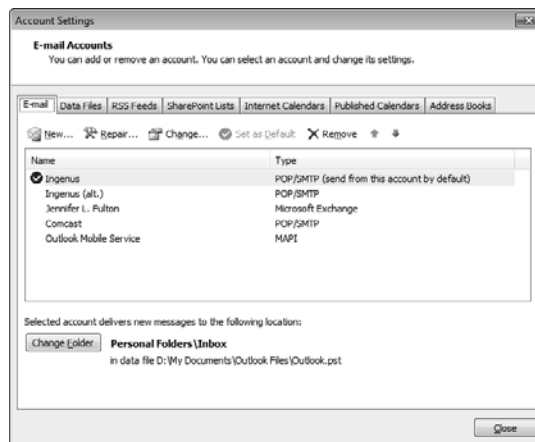 Account Settings
E-mail Accounts
You can add or remove an account. You can select an account and change its settings.
E-mail Data Files RSS Feeds SharePoint Lists Internet Calendars Published Calendars Address Books
New... Repair... Change... Set as Default Remove
Name Type
Ingenus POP/SMTP (send from this account by default)
Ingenus (alt.) POP/SMTP
Jennifer L. Fulton Microsoft Exchange
Comcast POP/SMTP
Outlook Mobile Service MAPI
Selected account delivers new messages to the following location:
Change Folder Personal Folders\Inbox
in data file D:\My Documents\Outlook Files\Outlook.pst
Close